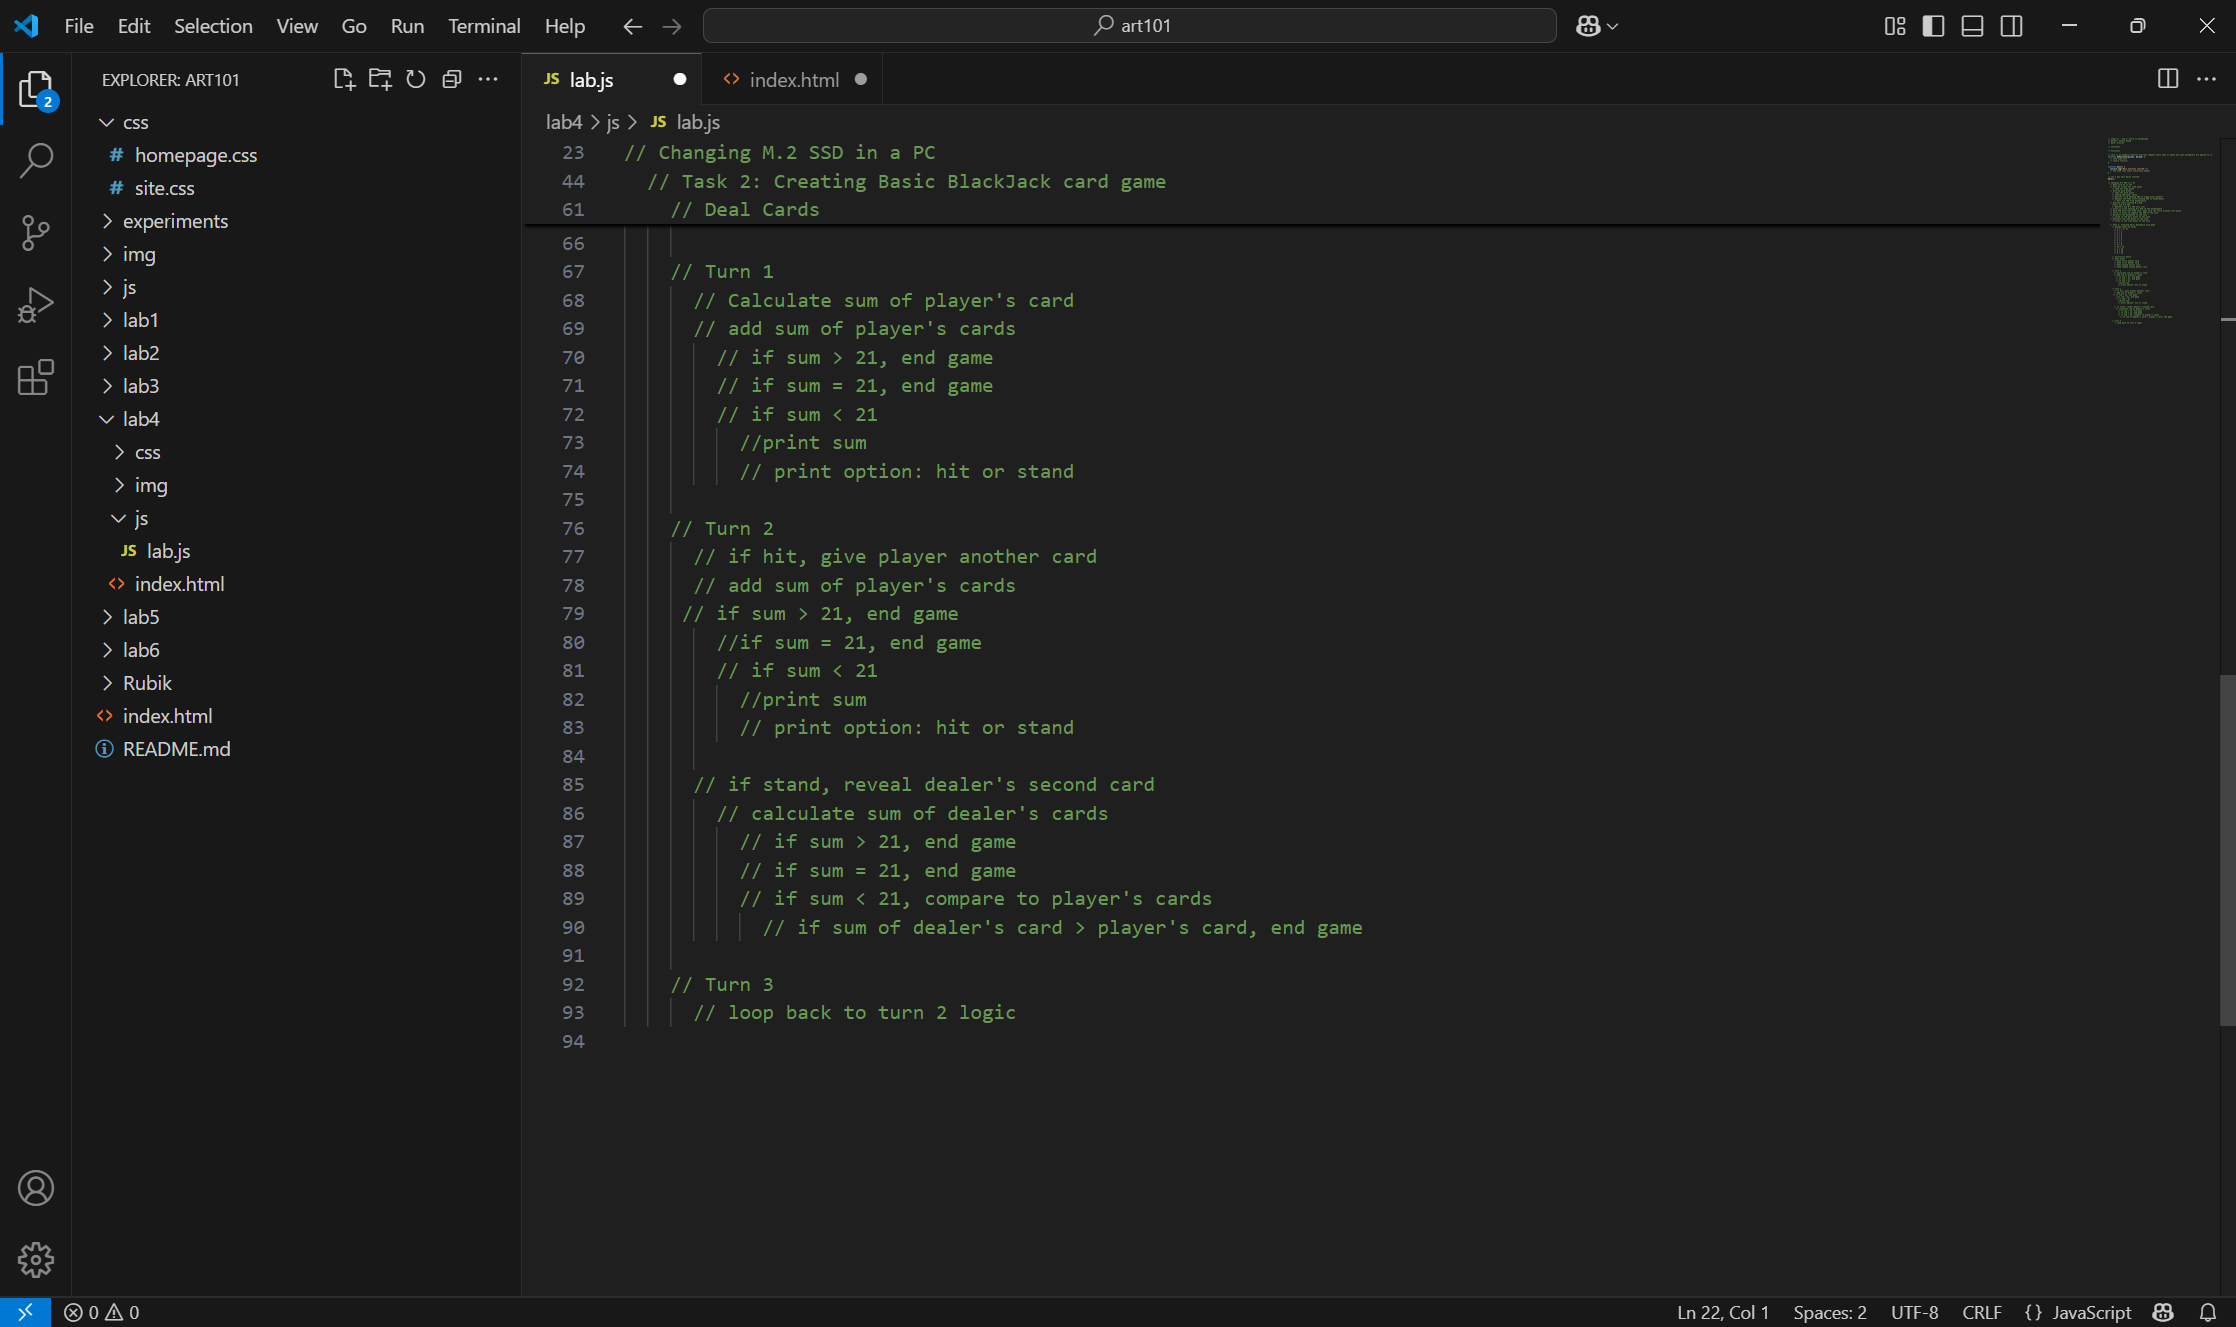 File Edit Selection View Go Run Terminal Help
art101
EXPLORER: ART101
JS lab.js
<> index.html
2
lab4 > js > JS lab.js
css
# homepage.css
# site.css
experiments
img
js
lab1
lab2
lab3
lab4
css
img
js
JS lab.js
<> index.html
lab5
lab6
Rubik
<> index.html
README.md
23 // Changing M.2 SSD in a PC
44 // Task 2: Creating Basic BlackJack card game
61 // Deal Cards
66
67 // Turn 1
68 // Calculate sum of player's card
69 // add sum of player's cards
70 // if sum > 21, end game
71 // if sum = 21, end game
72 // if sum < 21
73 //print sum
74 // print option: hit or stand
75
76 // Turn 2
77 // if hit, give player another card
78 // add sum of player's cards
79 // if sum > 21, end game
80 //if sum = 21, end game
81 // if sum < 21
82 //print sum
83 // print option: hit or stand
84
85 // if stand, reveal dealer's second card
86 // calculate sum of dealer's cards
87 // if sum > 21, end game
88 // if sum = 21, end game
89 // if sum < 21, compare to player's cards
90 // if sum of dealer's card > player's card, end game
91
92 // Turn 3
93 // loop back to turn 2 logic
94
0 0
Ln 22, Col 1 Spaces: 2 UTF-8 CRLF {} JavaScript